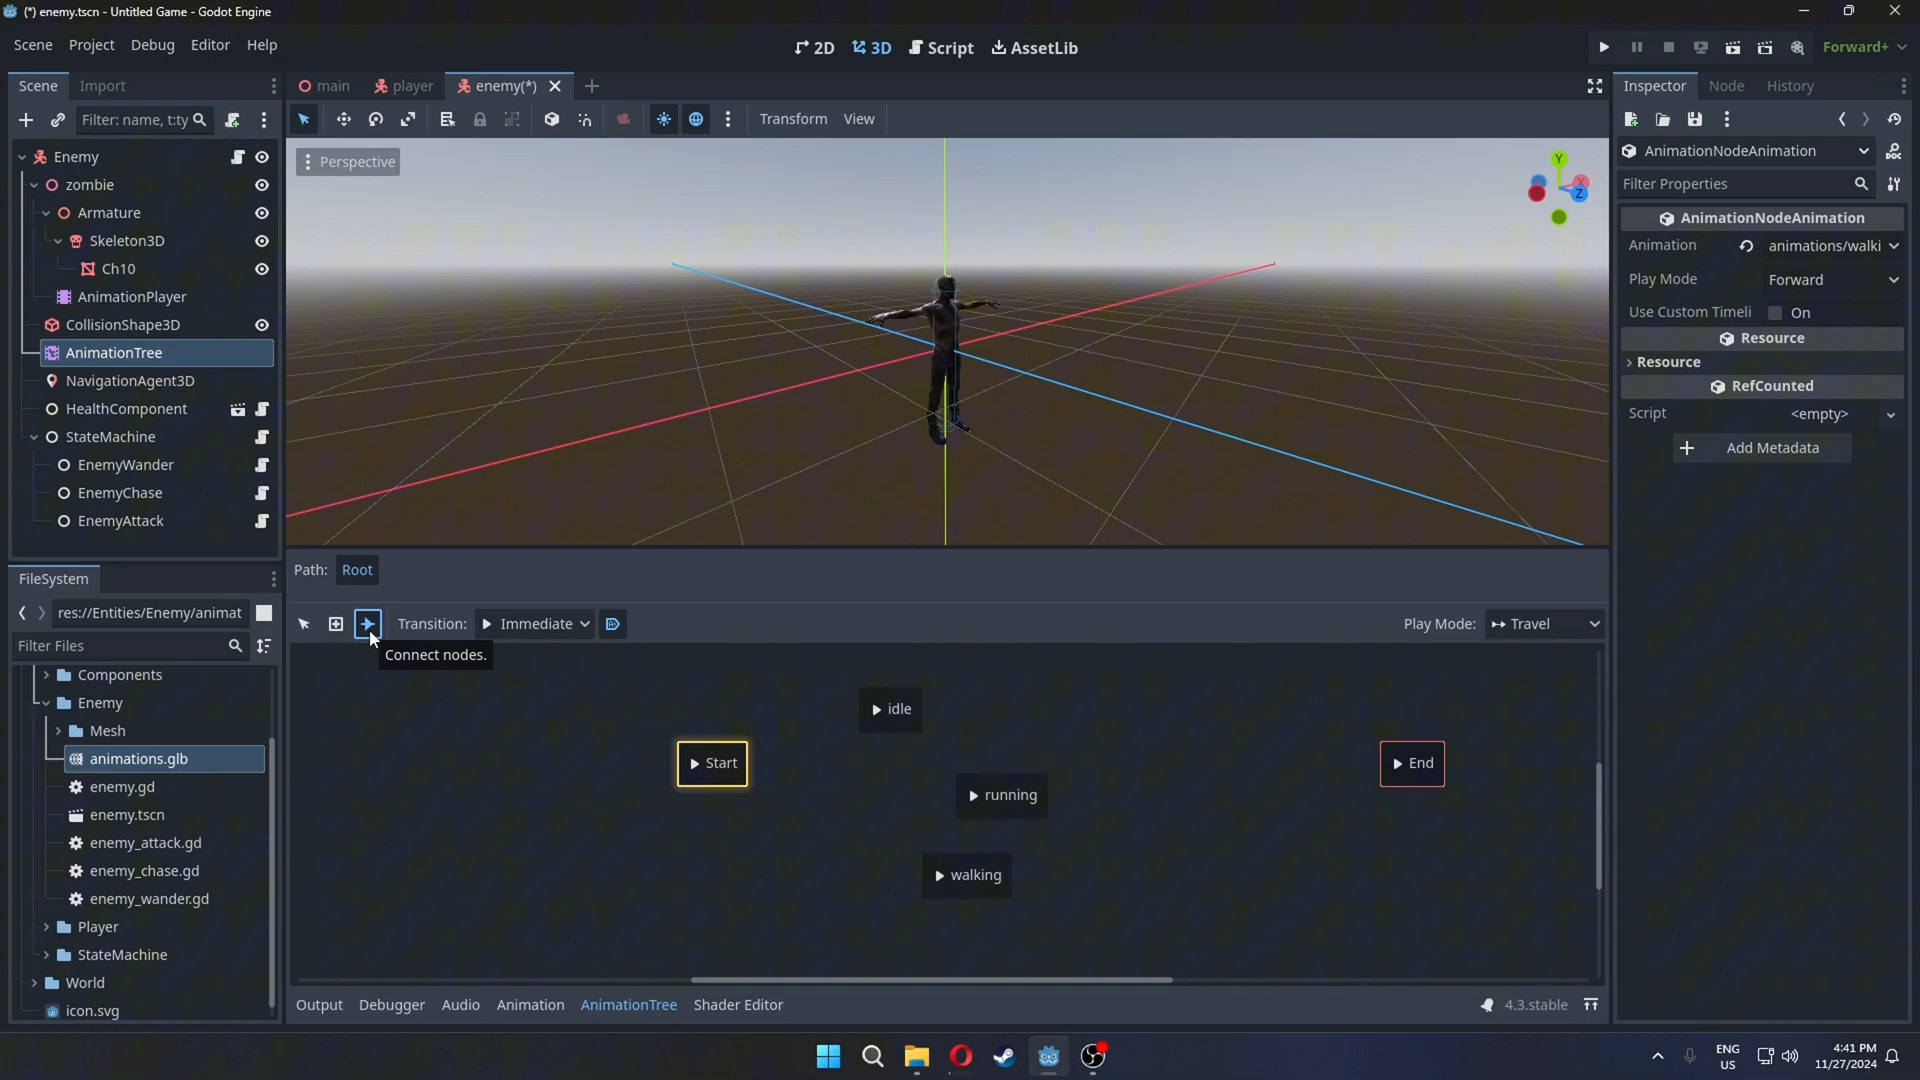 (*) enemy.tscn - Untitled Game - Godot Engine
Scene Project Debug Editor Help
2D 3D Script AssetLib
Forward+
Scene Import
main player enemy(*)
Inspector Node History
Filter: name, t:ty
Transform View
Enemy
zombie
Armature
Skeleton3D
Ch10
AnimationPlayer
CollisionShape3D
AnimationTree
NavigationAgent3D
HealthComponent
StateMachine
EnemyWander
EnemyChase
EnemyAttack
Perspective
Y
X
Z
AnimationNodeAnimation
Filter Properties
AnimationNodeAnimation
Animation animations/walki
Play Mode Forward
Use Custom Timeli On
Resource
Resource
RefCounted
Script <empty>
Add Metadata
FileSystem
res://Entities/Enemy/animat
Filter Files
Components
Enemy
Mesh
animations.glb
enemy.gd
enemy.tscn
enemy_attack.gd
enemy_chase.gd
enemy_wander.gd
Player
StateMachine
World
icon.svg
Path: Root
Transition: Immediate
Play Mode: Travel
Connect nodes.
idle
Start
End
running
walking
Output Debugger Audio Animation AnimationTree Shader Editor
4.3.stable
ENG
US
4:41 PM
11/27/2024